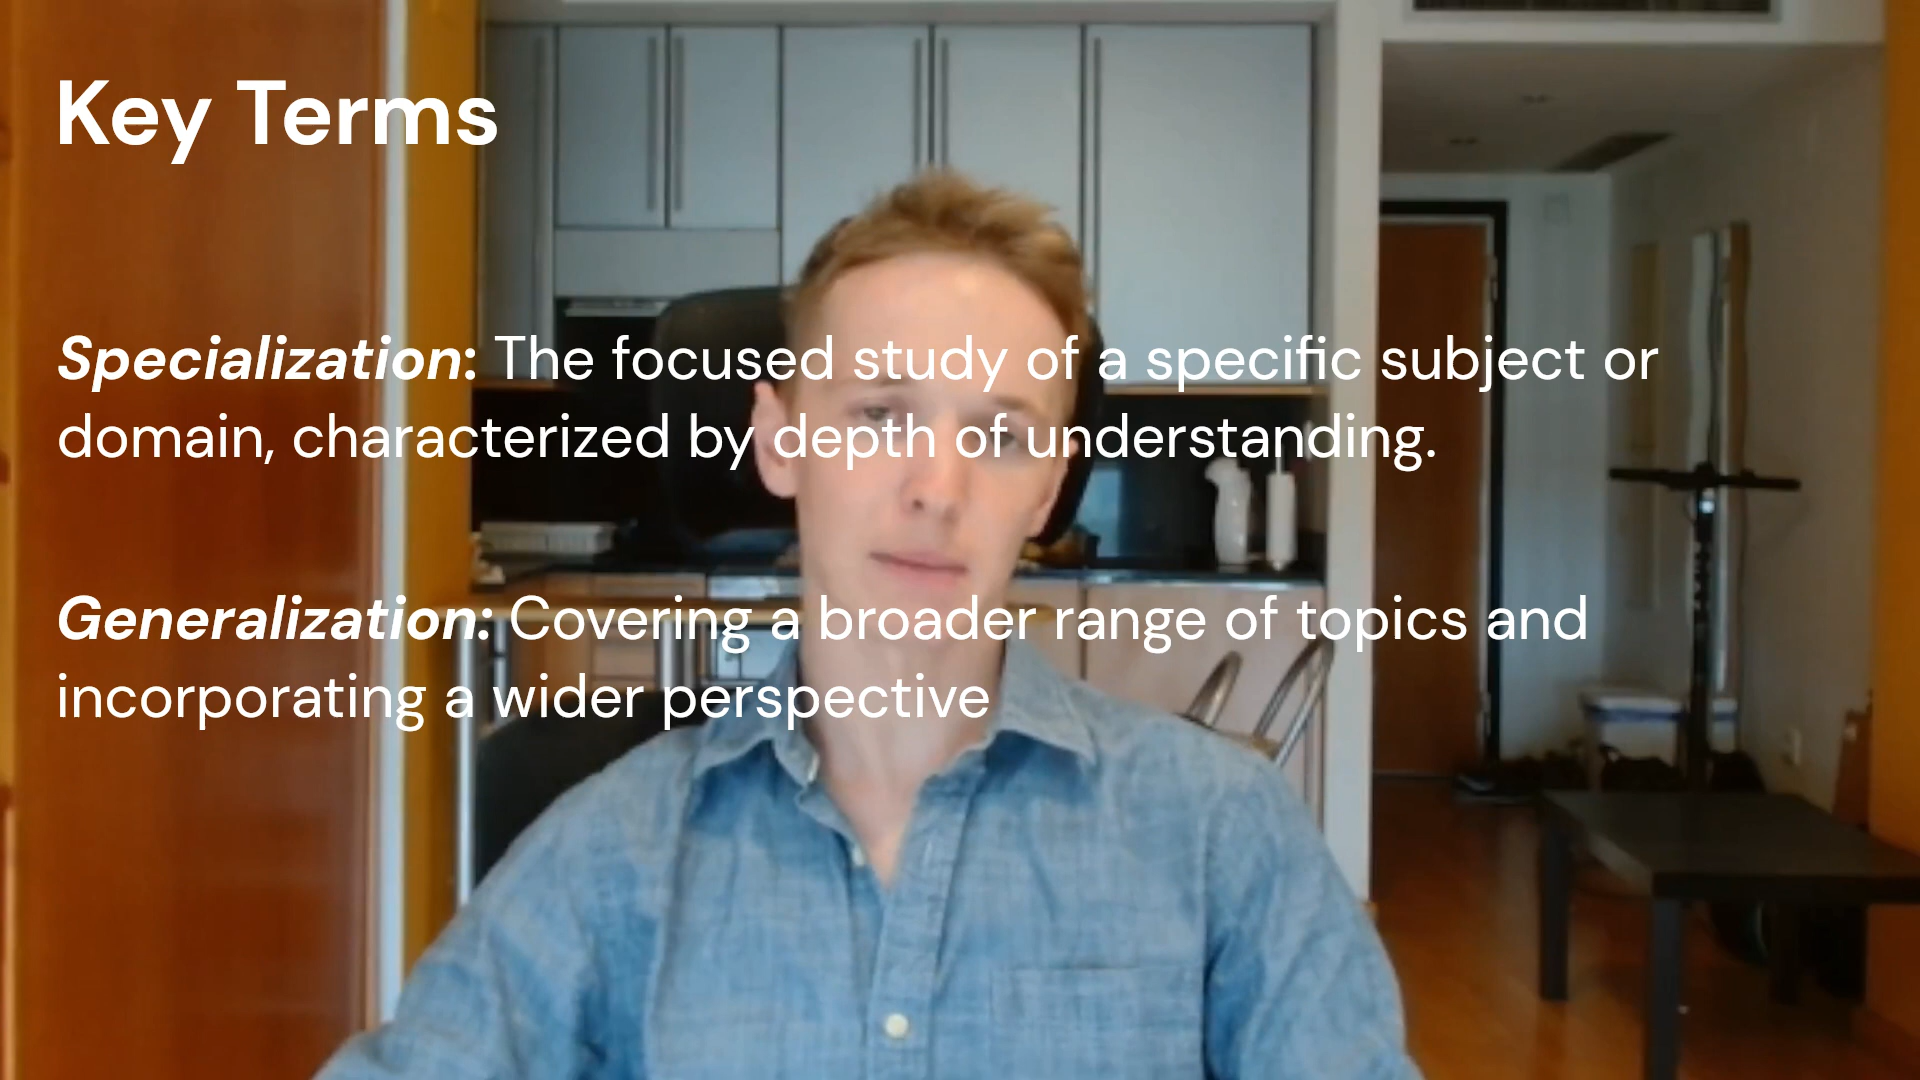 Key Terms
Specialization: The focused study of a specific subject or
domain, characterized by depth of understanding.
Generalization: Covering a broader range of topics and
incorporating a wider perspective